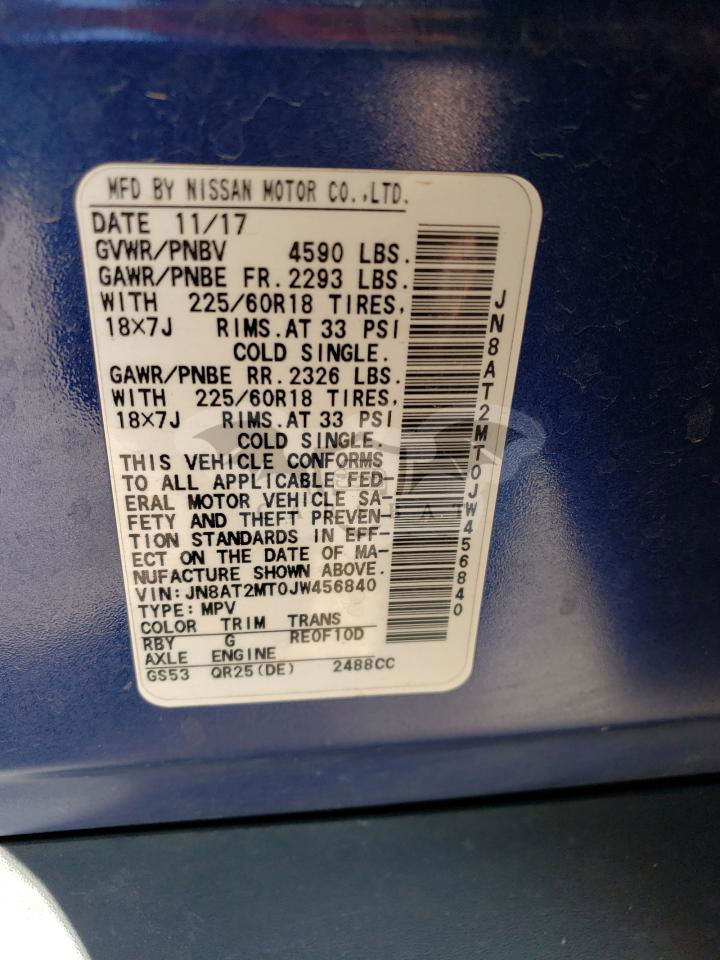 MFD BY NISSAN MOTOR CO.,LTD.
DATE 11/17
GVWR/PNBV 4590 LBS.
GAWR/PNBE FR. 2293 LBS.
WITH 225/60R18 TIRES,
18×7J RIMS.AT 33 PSI
COLD SINGLE.
GAWR/PNBE RR. 2326 LBS.
WITH 225/60R18 TIRES,
18×7J RIMS.AT 33 PSI
COLD SINGLE.
THIS VEHICLE CONFORMS
TO ALL APPLICABLE FED-
ERAL MOTOR VEHICLE SA-
FETY AND THEFT PREVEN-
TION STANDARDS IN EFF-
ECT ON THE DATE OF MA-
NUFACTURE SHOWN ABOVE.
VIN:JN8AT2MT0JW456840
TYPE:MPV
COLOR TRIM TRANS
RBY G RE0F10D
AXLE ENGINE
GS53 QR25(DE) 2488CC
JN8AT2MT0JW456840